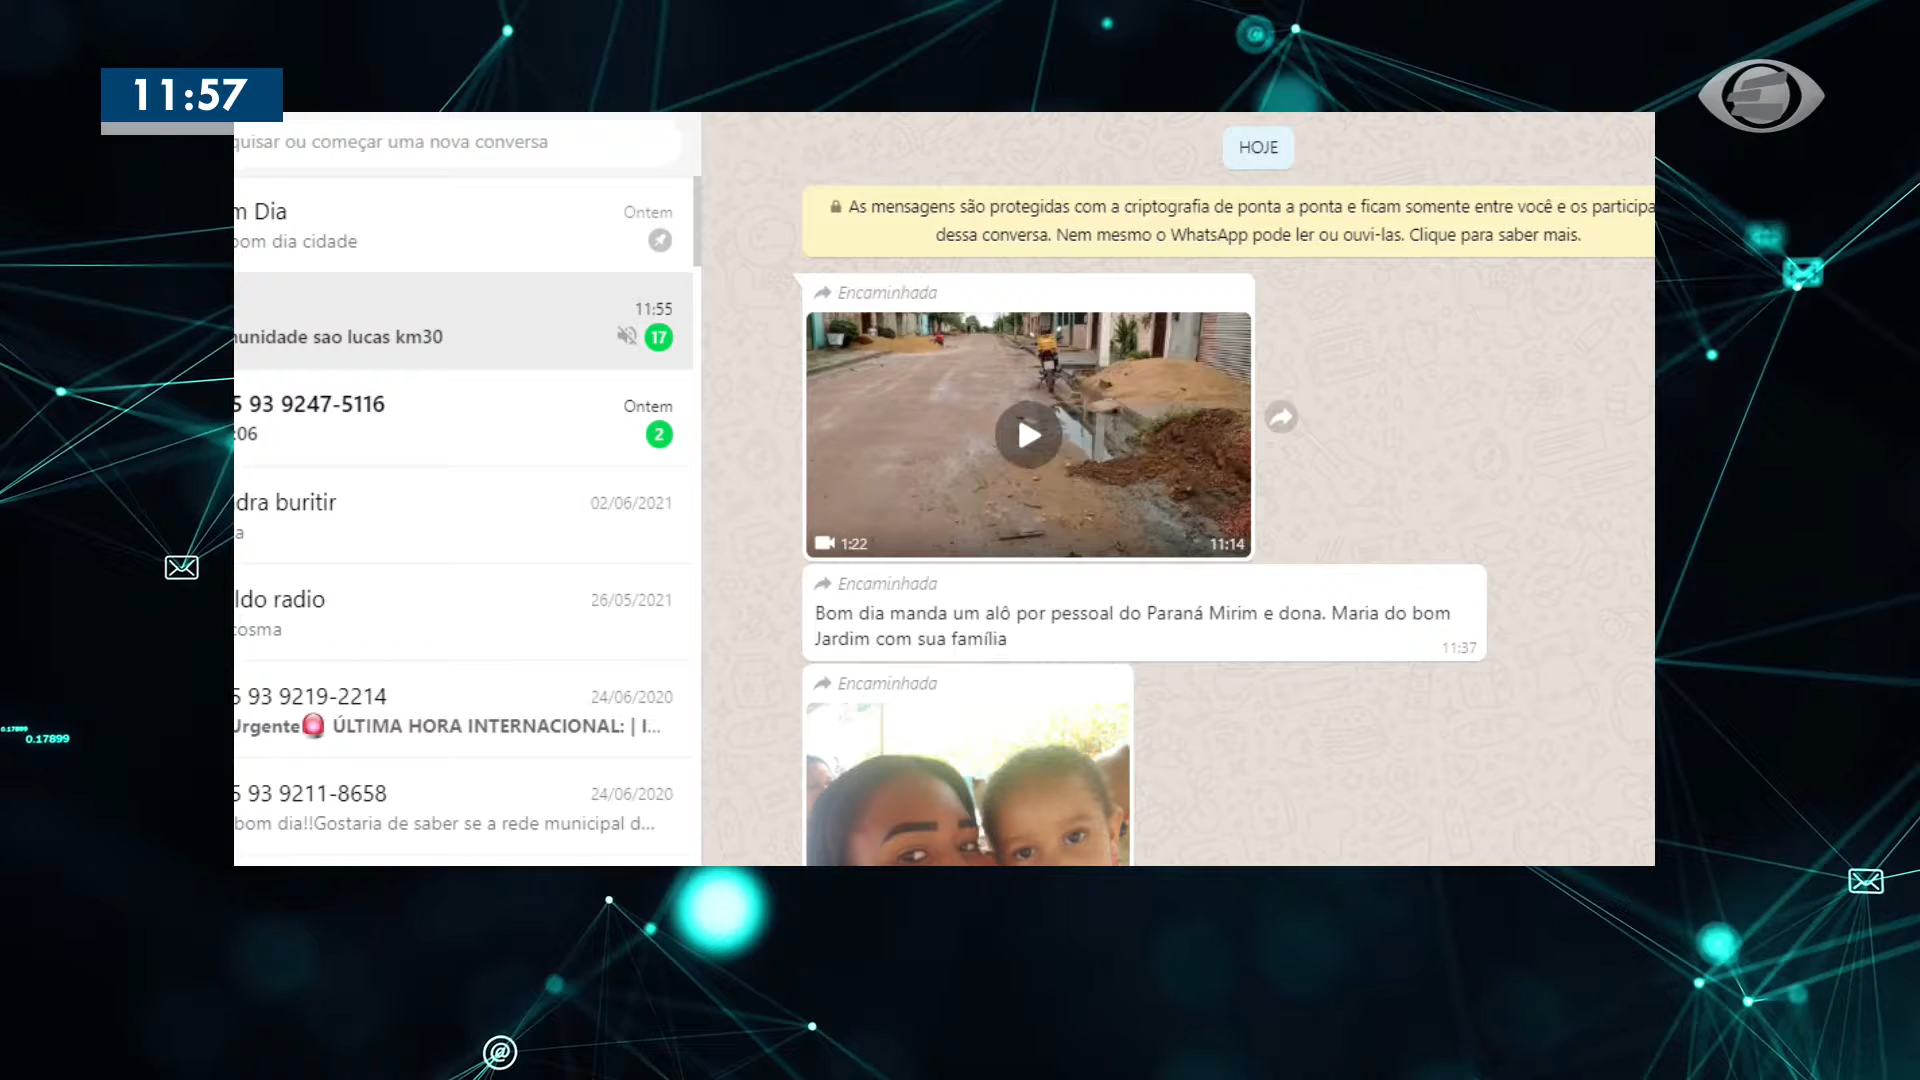 11:57
quisar ou começar uma nova conversa
m Dia
Ontem
bom dia cidade
11:55
munidade sao lucas km30
17
5 93 9247-5116
Ontem
:06
2
dra buritir
02/06/2021
a
ldo radio
26/05/2021
cosma
5 93 9219-2214
24/06/2020
Urgente🚨 ÚLTIMA HORA INTERNACIONAL: | I...
5 93 9211-8658
24/06/2020
bom dia!!Gostaria de saber se a rede municipal d...
HOJE
As mensagens são protegidas com a criptografia de ponta a ponta e ficam somente entre você e os participa
dessa conversa. Nem mesmo o WhatsApp pode ler ou ouvi-las. Clique para saber mais.
Encaminhada
1:22
11:14
Encaminhada
Bom dia manda um alô por pessoal do Paraná Mirim e dona. Maria do bom
Jardim com sua família
11:37
Encaminhada
0.17899
0.17899